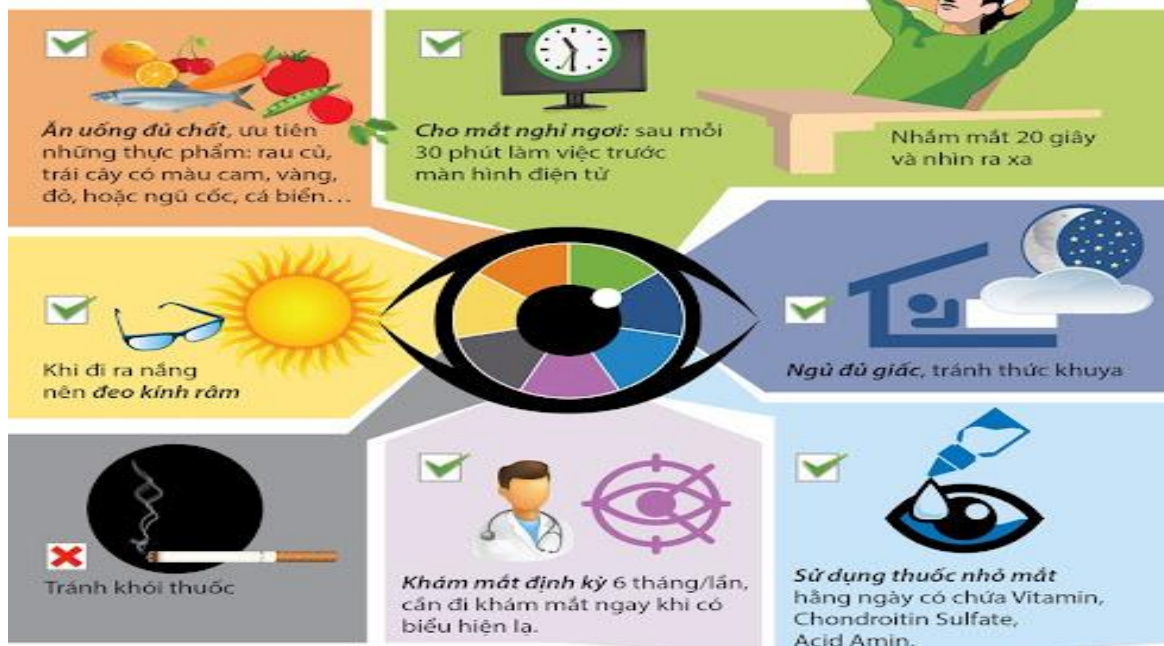 Ăn uống đủ chất, ưu tiên
những thực phẩm: rau củ,
trái cây có màu cam, vàng,
đỏ, hoặc ngũ cốc, cá biển...
Cho mắt nghỉ ngơi: sau mỗi
30 phút làm việc trước
màn hình điện tử
Nhắm mắt 20 giây
và nhìn ra xa
Khi đi ra nắng
nên đeo kính râm
Ngủ đủ giấc, tránh thức khuya
Tránh khói thuốc
Khám mắt định kỳ 6 tháng/lần,
cần đi khám mắt ngay khi có
biểu hiện lạ.
Sử dụng thuốc nhỏ mắt
hằng ngày có chứa Vitamin,
Chondroitin Sulfate,
Acid Amin.